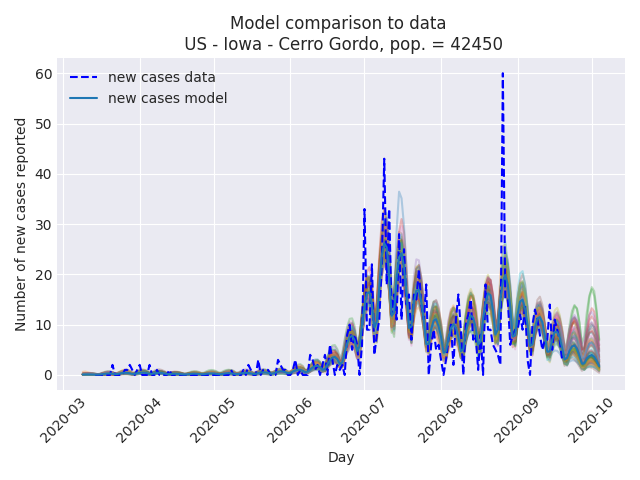 Model comparison to data
US - Iowa - Cerro Gordo, pop. = 42450
new cases data
new cases model
Number of new cases reported
60
50
40
30
20
10
0
2020-03
2020-04
2020-05
2020-06
2020-07
2020-08
2020-09
2020-10
Day